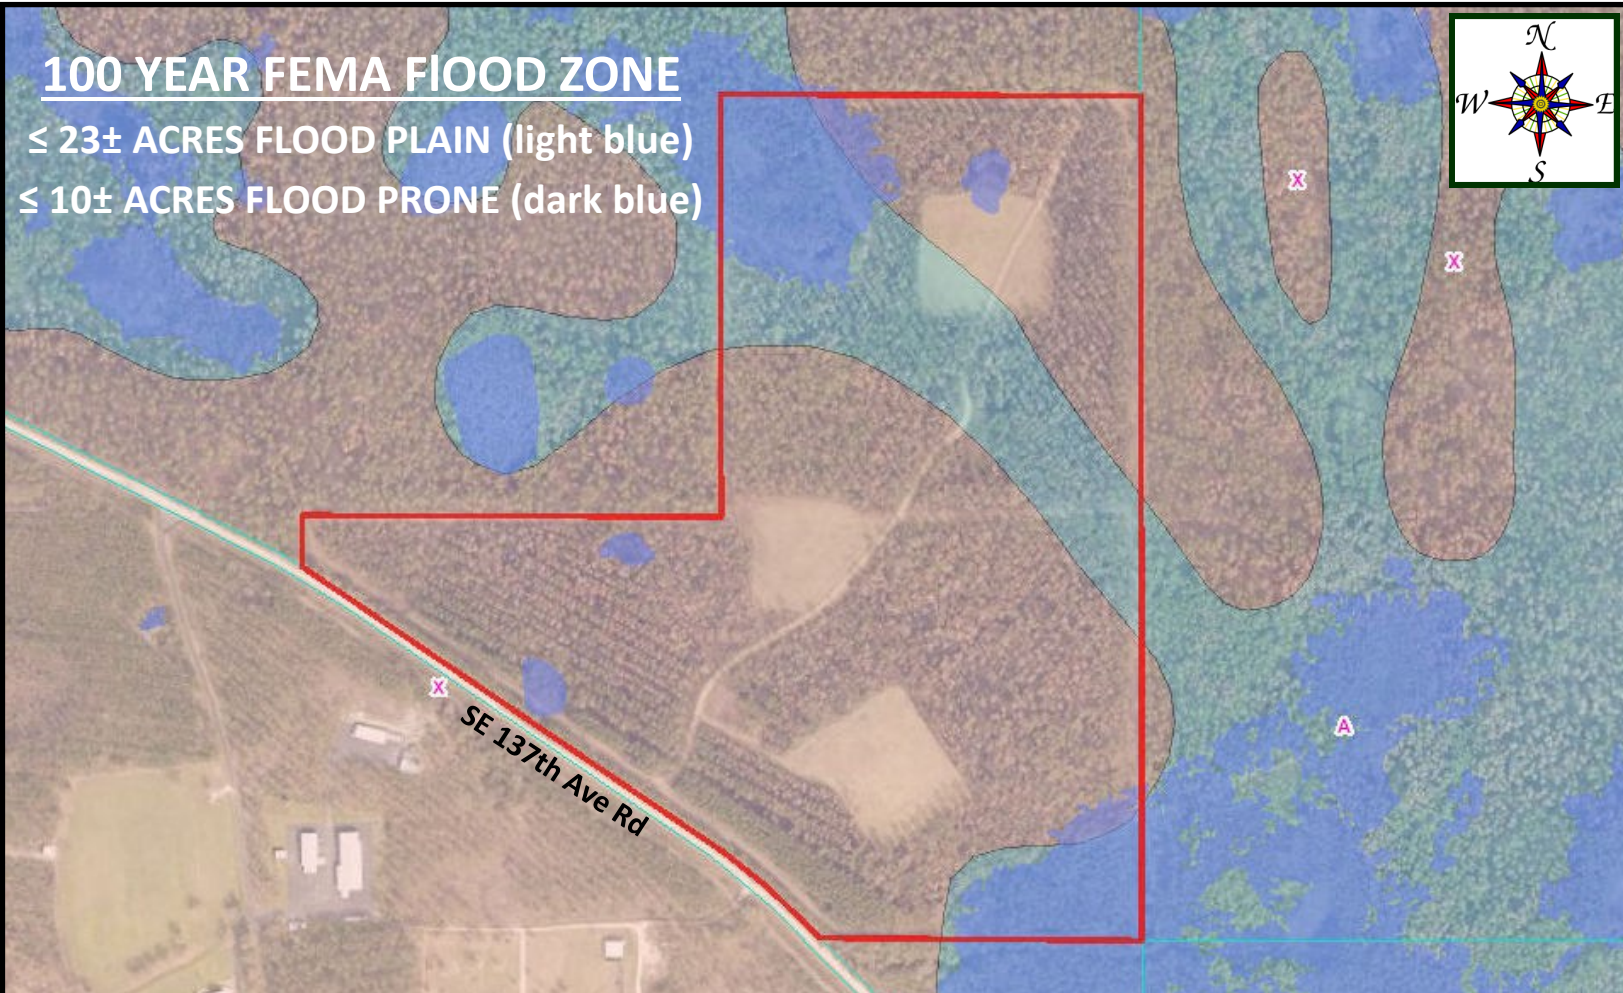 100 YEAR FEMA FlOOD ZONE
≤ 23± ACRES FLOOD PLAIN (light blue)
≤ 10± ACRES FLOOD PRONE (dark blue)
N
W E
S
X
X
X
SE 137th Ave Rd
A